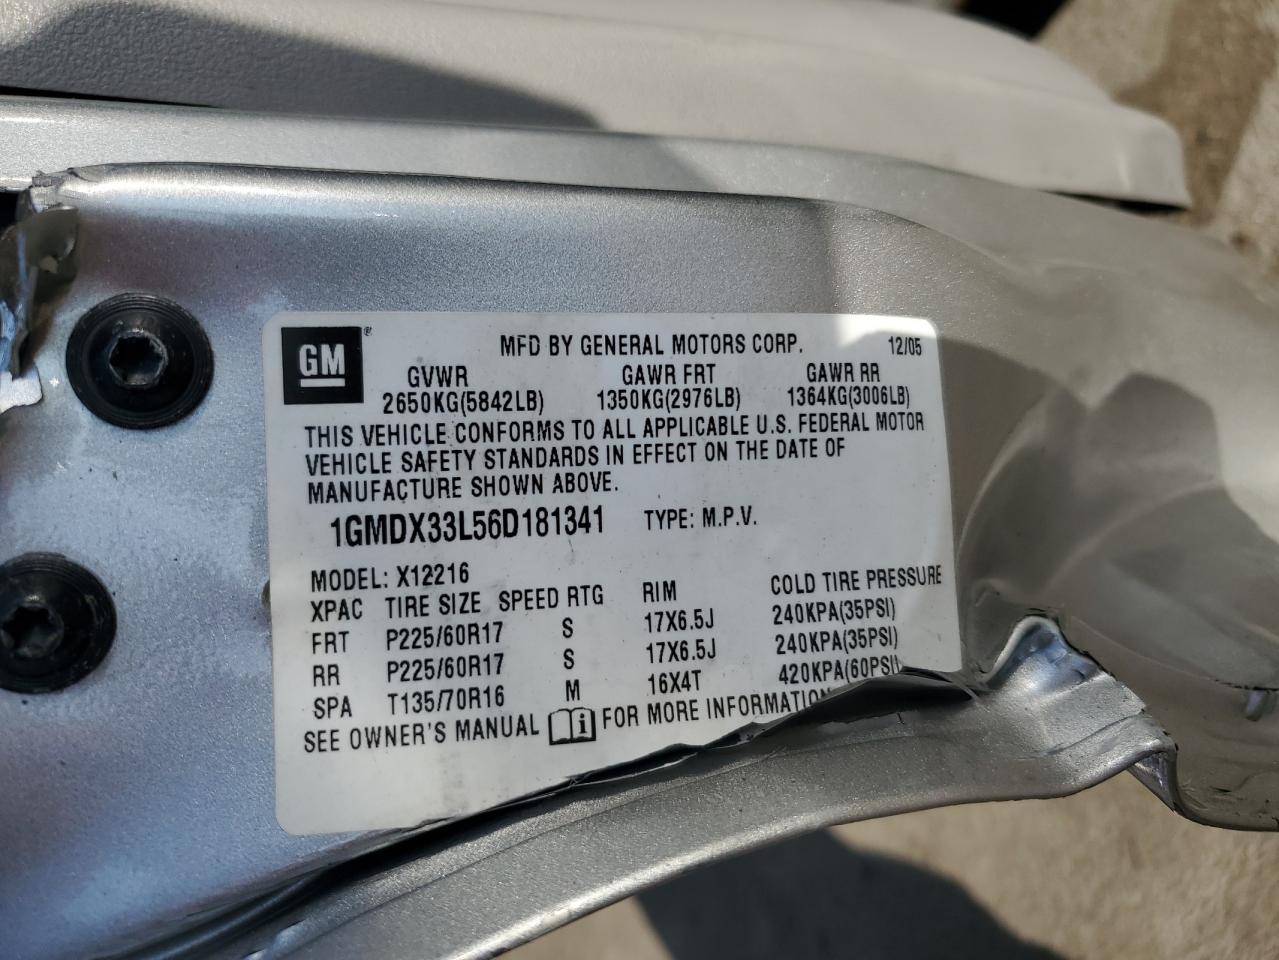 GM ®
MFD BY GENERAL MOTORS CORP. 12/05
GVWR GAWR FRT GAWR RR
2650KG(5842LB) 1350KG(2976LB) 1364KG(3006LB)
THIS VEHICLE CONFORMS TO ALL APPLICABLE U.S. FEDERAL MOTOR
VEHICLE SAFETY STANDARDS IN EFFECT ON THE DATE OF
MANUFACTURE SHOWN ABOVE.
1GMDX33L56D181341 TYPE: M.P.V.
MODEL: X12216
XPAC TIRE SIZE SPEED RTG RIM COLD TIRE PRESSURE
FRT P225/60R17 S 17X6.5J 240KPA(35PSI)
RR P225/60R17 S 17X6.5J 240KPA(35PSI)
SPA T135/70R16 M 16X4T 420KPA(60PSI)
SEE OWNER'S MANUAL i FOR MORE INFORMATION